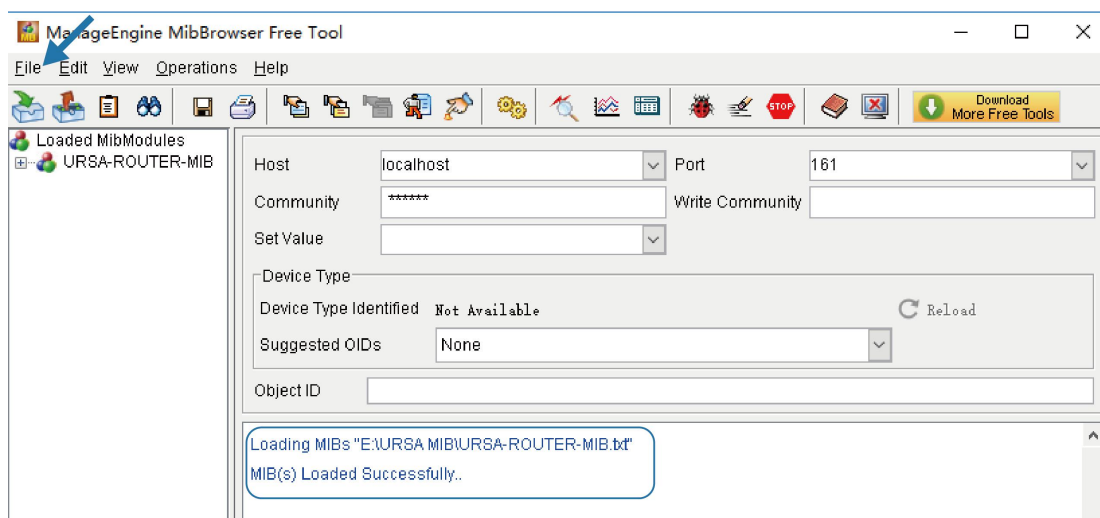 ManageEngine MibBrowser Free Tool
File Edit View Operations Help
STOP
Download
More Free Tools
Loaded MibModules
URSA-ROUTER-MIB
Host localhost Port 161
Community ****** Write Community
Set Value
Device Type
Device Type Identified Not Available Reload
Suggested OIDs None
Object ID
Loading MIBs "E:\URSA MIB\URSA-ROUTER-MIB.txt"
MIB(s) Loaded Successfully..